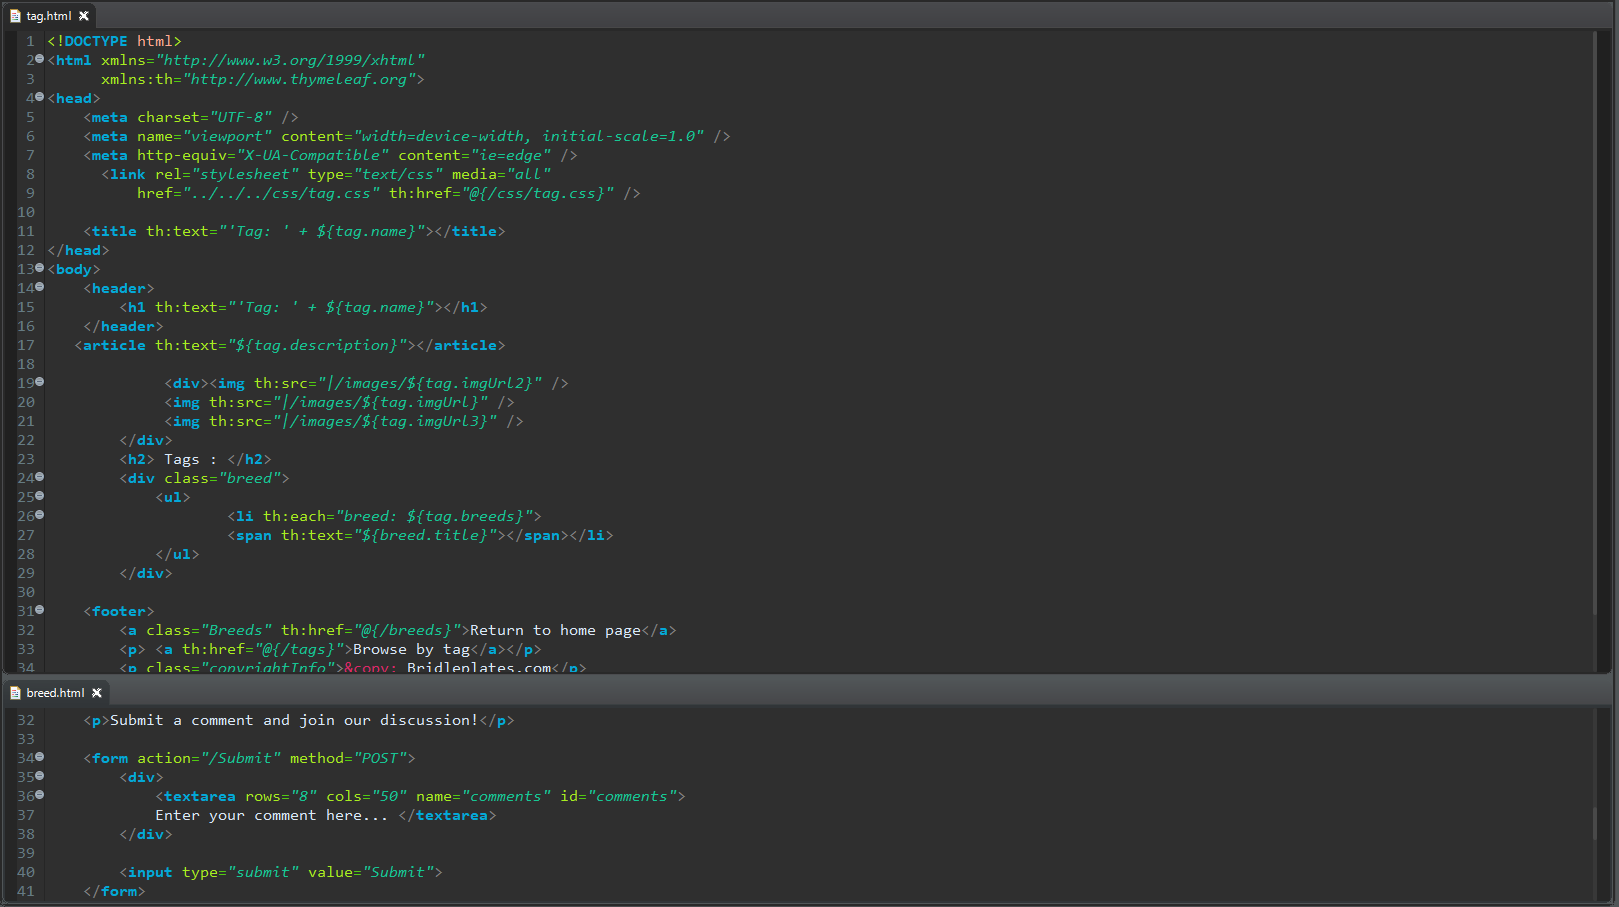 tag.html
1 <!DOCTYPE html>
2 <html xmlns="http://www.w3.org/1999/xhtml"
3 xmlns:th="http://www.thymeleaf.org">
4 <head>
5 <meta charset="UTF-8" />
6 <meta name="viewport" content="width=device-width, initial-scale=1.0" />
7 <meta http-equiv="X-UA-Compatible" content="ie=edge" />
8 <link rel="stylesheet" type="text/css" media="all"
9 href="../../../css/tag.css" th:href="@{/css/tag.css}" />
10
11 <title th:text="'Tag: ' + ${tag.name}"></title>
12 </head>
13 <body>
14 <header>
15 <h1 th:text="'Tag: ' + ${tag.name}"></h1>
16 </header>
17 <article th:text="${tag.description}"></article>
18
19 <div><img th:src="|/images/${tag.imgUrl2}" />
20 <img th:src="|/images/${tag.imgUrl}" />
21 <img th:src="|/images/${tag.imgUrl3}" />
22 </div>
23 <h2> Tags : </h2>
24 <div class="breed">
25 <ul>
26 <li th:each="breed: ${tag.breeds}">
27 <span th:text="${breed.title}"></span></li>
28 </ul>
29 </div>
30
31 <footer>
32 <a class="Breeds" th:href="@{/breeds}">Return to home page</a>
33 <p> <a th:href="@{/tags}">Browse by tag</a></p>
34 <p class="copyrightInfo">&copy; Bridleplates.com</p>
breed.html
32 <p>Submit a comment and join our discussion!</p>
33
34 <form action="/Submit" method="POST">
35 <div>
36 <textarea rows="8" cols="50" name="comments" id="comments">
37 Enter your comment here... </textarea>
38 </div>
39
40 <input type="submit" value="Submit">
41 </form>